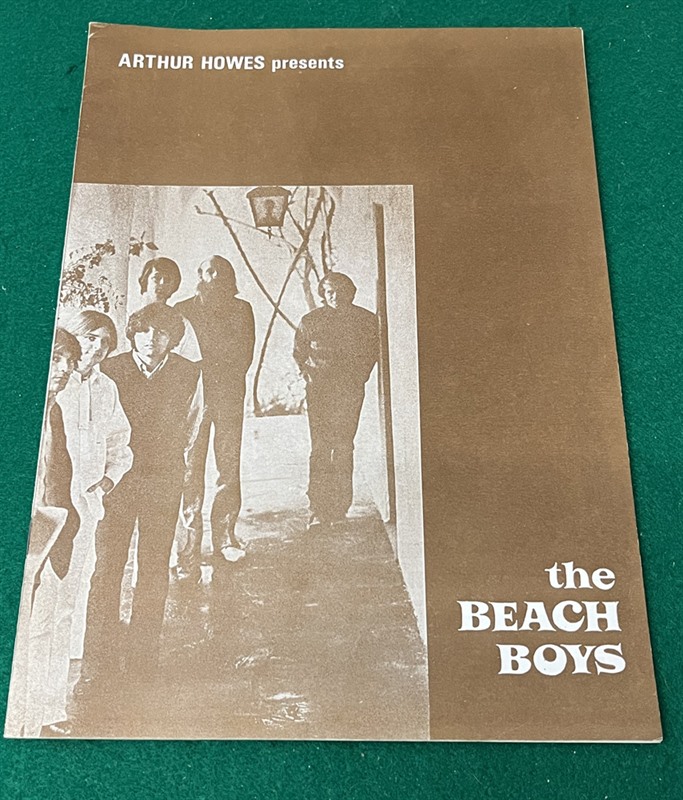 ARTHUR HOWES presents
the
BEACH
BOYS